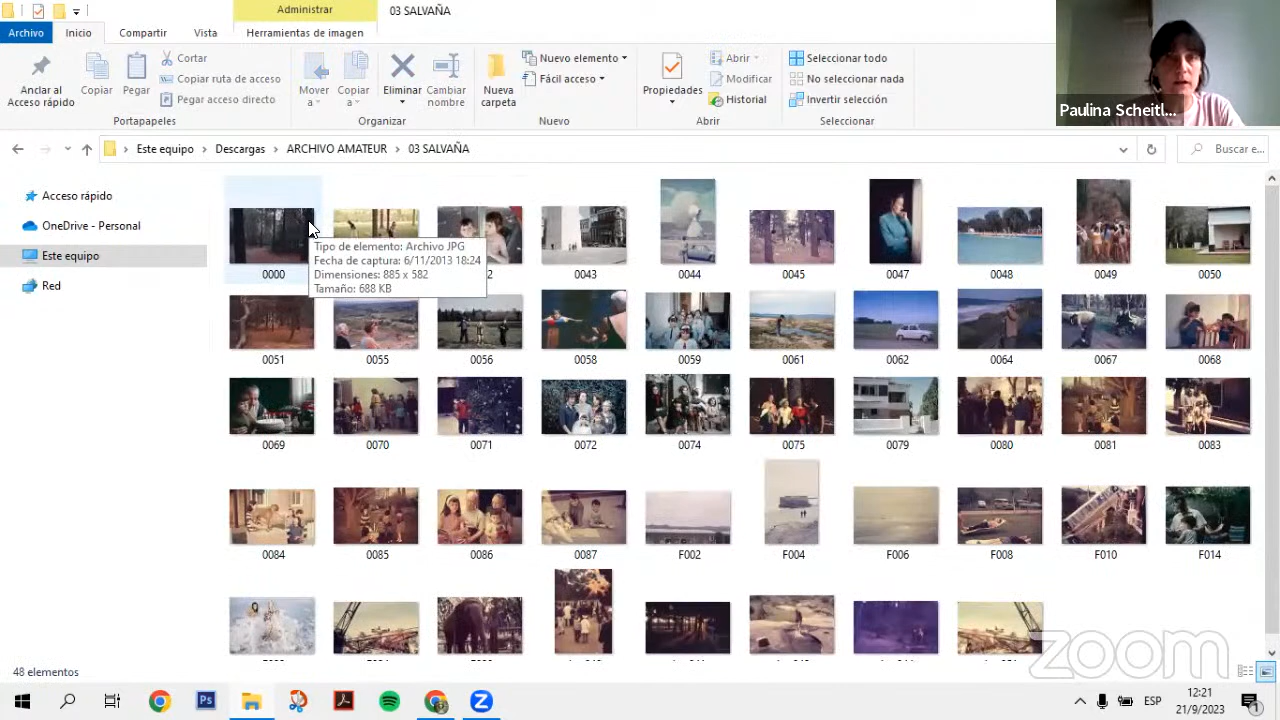 Administrar
03 SALVAÑA
Archivo
Inicio
Compartir
Vista
Herramientas de imagen
Anclar al Acceso rápido
Copiar
Pegar
Cortar
Copiar ruta de acceso
Pegar acceso directo
Portapapeles
Mover a
Copiar a
Eliminar
Cambiar nombre
Organizar
Nueva carpeta
Nuevo elemento
Fácil acceso
Nuevo
Propiedades
Abrir
Modificar
Historial
Abrir
Seleccionar todo
No seleccionar nada
Invertir selección
Seleccionar
Paulina Scheitl...
Este equipo
Descargas
ARCHIVO AMATEUR
03 SALVAÑA
Buscar e...
Acceso rápido
OneDrive - Personal
Este equipo
Red
Tipo de elemento: Archivo JPG
Fecha de captura: 6/11/2013 18:24
Dimensiones: 885 x 582
Tamaño: 688 KB
0000
2
0043
0044
0045
0047
0048
0049
0050
0051
0055
0056
0058
0059
0061
0062
0064
0067
0068
0069
0070
0071
0072
0074
0075
0079
0080
0081
0083
0084
0085
0086
0087
F002
F004
F006
F008
F010
F014
48 elementos
zoom
Ps
ESP
12:21
21/9/2023
1